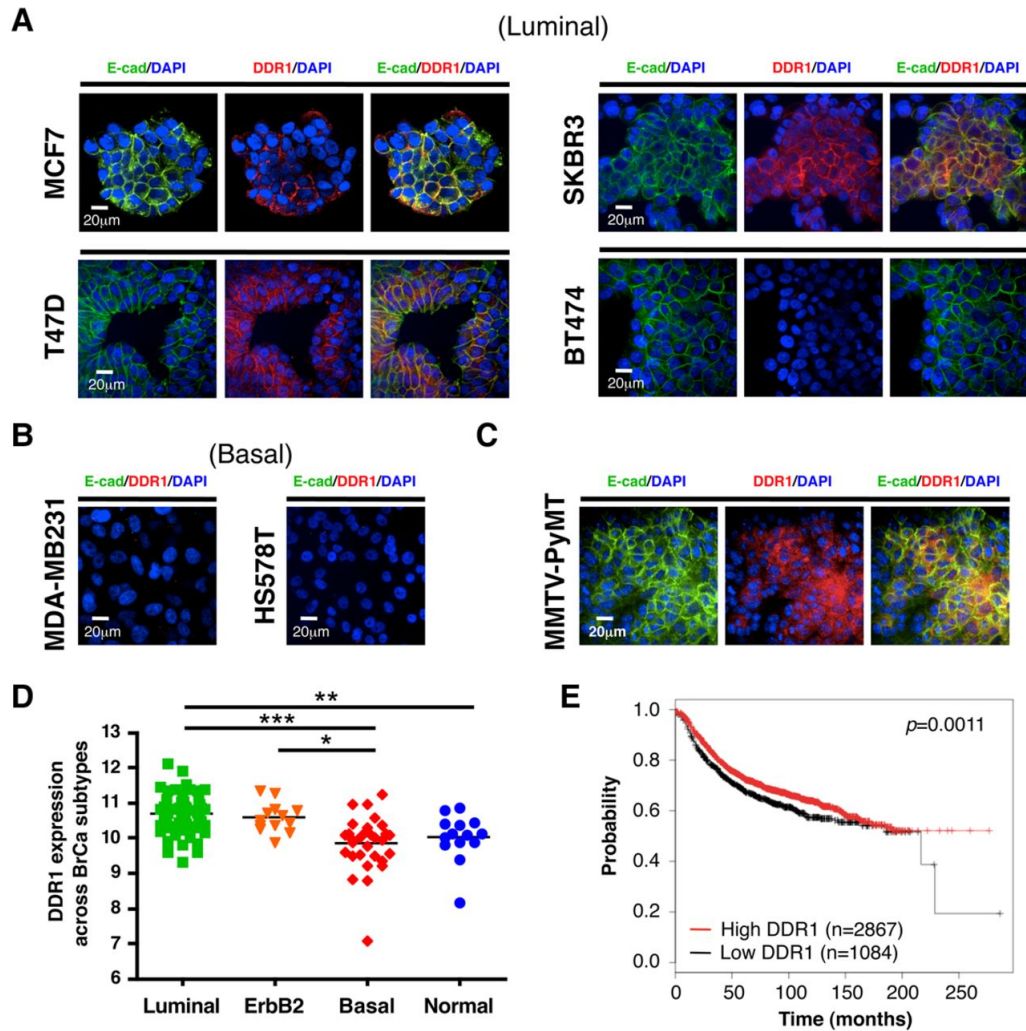 A
(Luminal)
E-cad/DAPI DDR1/DAPI E-cad/DDR1/DAPI
MCF7
20μm
T47D
20μm
E-cad/DAPI DDR1/DAPI E-cad/DDR1/DAPI
SKBR3
20μm
BT474
20μm
B
(Basal)
E-cad/DDR1/DAPI
MDA-MB231
20μm
E-cad/DDR1/DAPI
HS578T
20μm
C
E-cad/DAPI DDR1/DAPI E-cad/DDR1/DAPI
MMTV-PyMT
20μm
D
DDR1 expression
across BrCa subtypes
13
12
11
10
9
8
7
6
**
***
*
Luminal ErbB2 Basal Normal
E
Probability
1.0
0.8
0.6
0.4
0.2
0.0
p=0.0011
High DDR1 (n=2867)
Low DDR1 (n=1084)
0 50 100 150 200 250
Time (months)